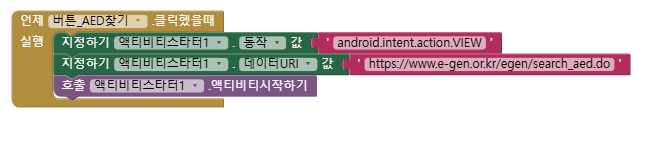 언제 버튼_AED찾기 .클릭했을때
실행 지정하기 액티비티스타터1 . 동작 값 ' android.intent.action.VIEW '
지정하기 액티비티스타터1 . 데이터URI 값 ' https://www.e-gen.or.kr/egen/search_aed.do '
호출 액티비티스타터1 .액티비티시작하기